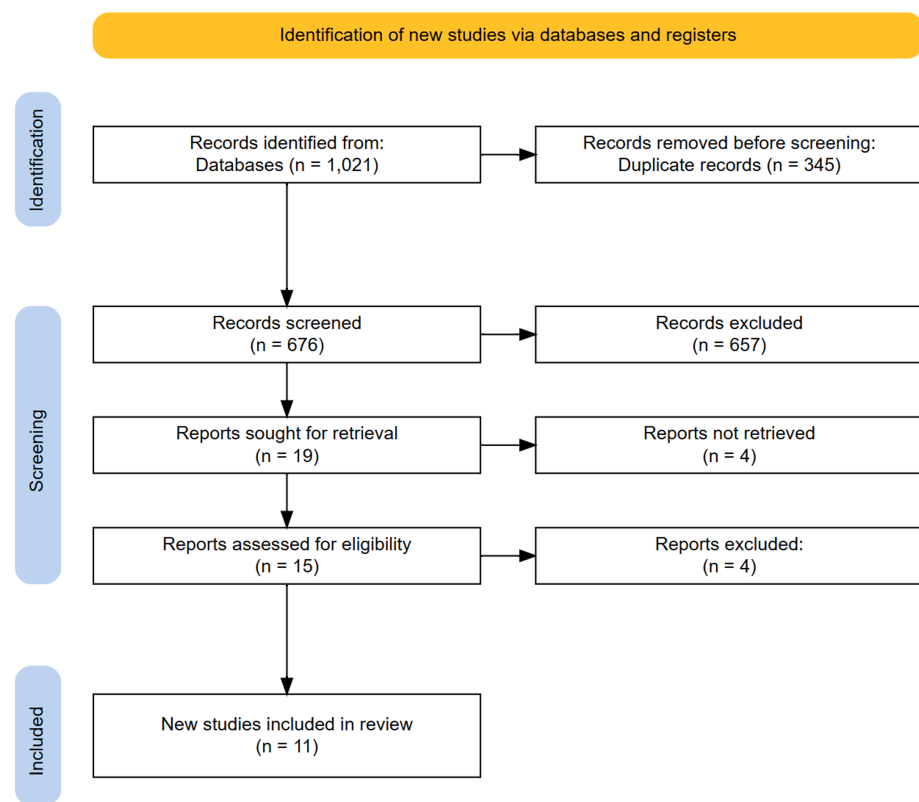 Identification of new studies via databases and registers
Identification
Records identified from:
Databases (n = 1,021)
Records removed before screening:
Duplicate records (n = 345)
Screening
Records screened
(n = 676)
Records excluded
(n = 657)
Reports sought for retrieval
(n = 19)
Reports not retrieved
(n = 4)
Reports assessed for eligibility
(n = 15)
Reports excluded:
(n = 4)
Included
New studies included in review
(n = 11)